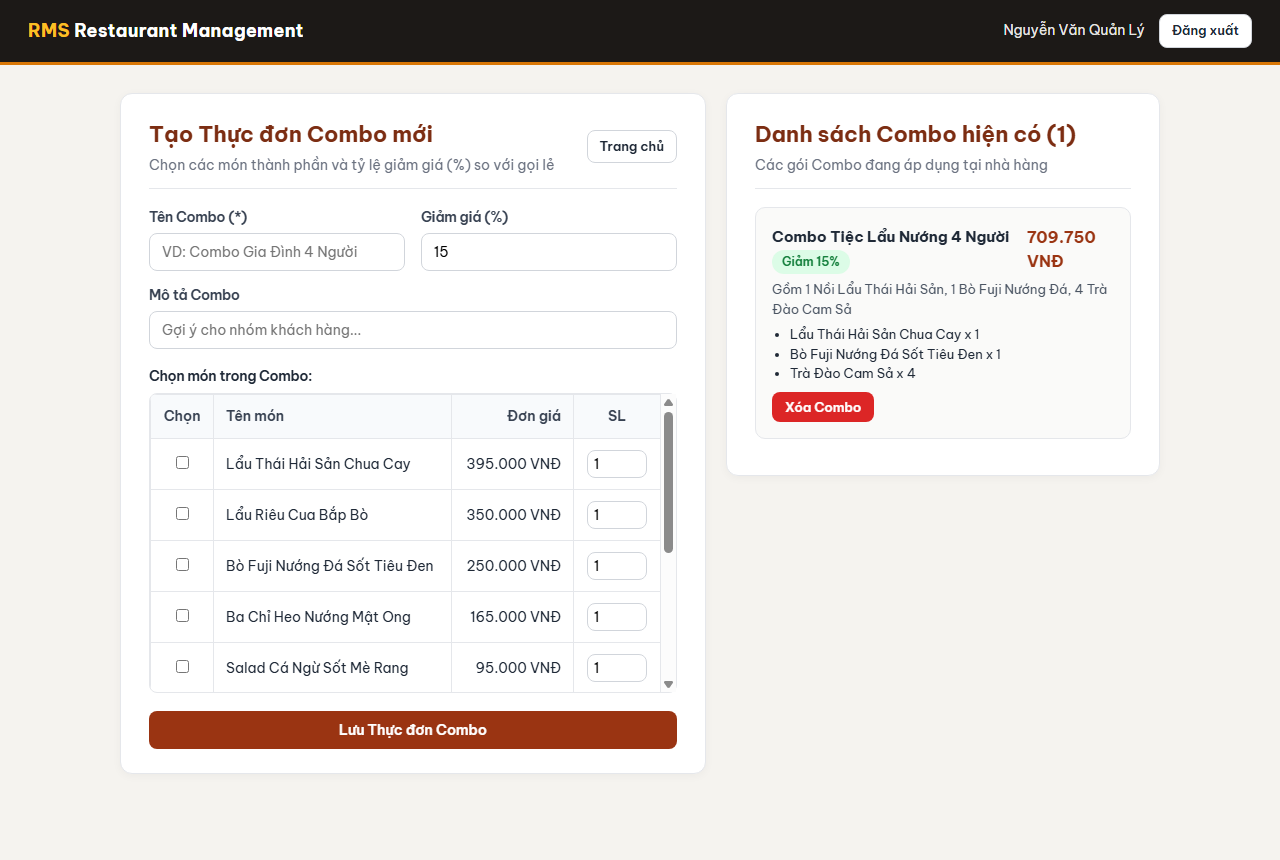 RMS Restaurant Management
Nguyễn Văn Quản Lý
Đăng xuất
Tạo Thực đơn Combo mới
Chọn các món thành phần và tỷ lệ giảm giá (%) so với gọi lẻ
Trang chủ
Tên Combo (*)
Giảm giá (%)
VD: Combo Gia Đình 4 Người
15
Mô tả Combo
Gợi ý cho nhóm khách hàng...
Chọn món trong Combo:
Chọn Tên món Đơn giá SL
Lẩu Thái Hải Sản Chua Cay 395.000 VNĐ 1
Lẩu Riêu Cua Bắp Bò 350.000 VNĐ 1
Bò Fuji Nướng Đá Sốt Tiêu Đen 250.000 VNĐ 1
Ba Chỉ Heo Nướng Mật Ong 165.000 VNĐ 1
Salad Cá Ngừ Sốt Mè Rang 95.000 VNĐ 1
Lưu Thực đơn Combo
Danh sách Combo hiện có (1)
Các gói Combo đang áp dụng tại nhà hàng
Combo Tiệc Lẩu Nướng 4 Người
Giảm 15%
709.750
VNĐ
Gồm 1 Nồi Lẩu Thái Hải Sản, 1 Bò Fuji Nướng Đá, 4 Trà
Đào Cam Sả
• Lẩu Thái Hải Sản Chua Cay x 1
• Bò Fuji Nướng Đá Sốt Tiêu Đen x 1
• Trà Đào Cam Sả x 4
Xóa Combo